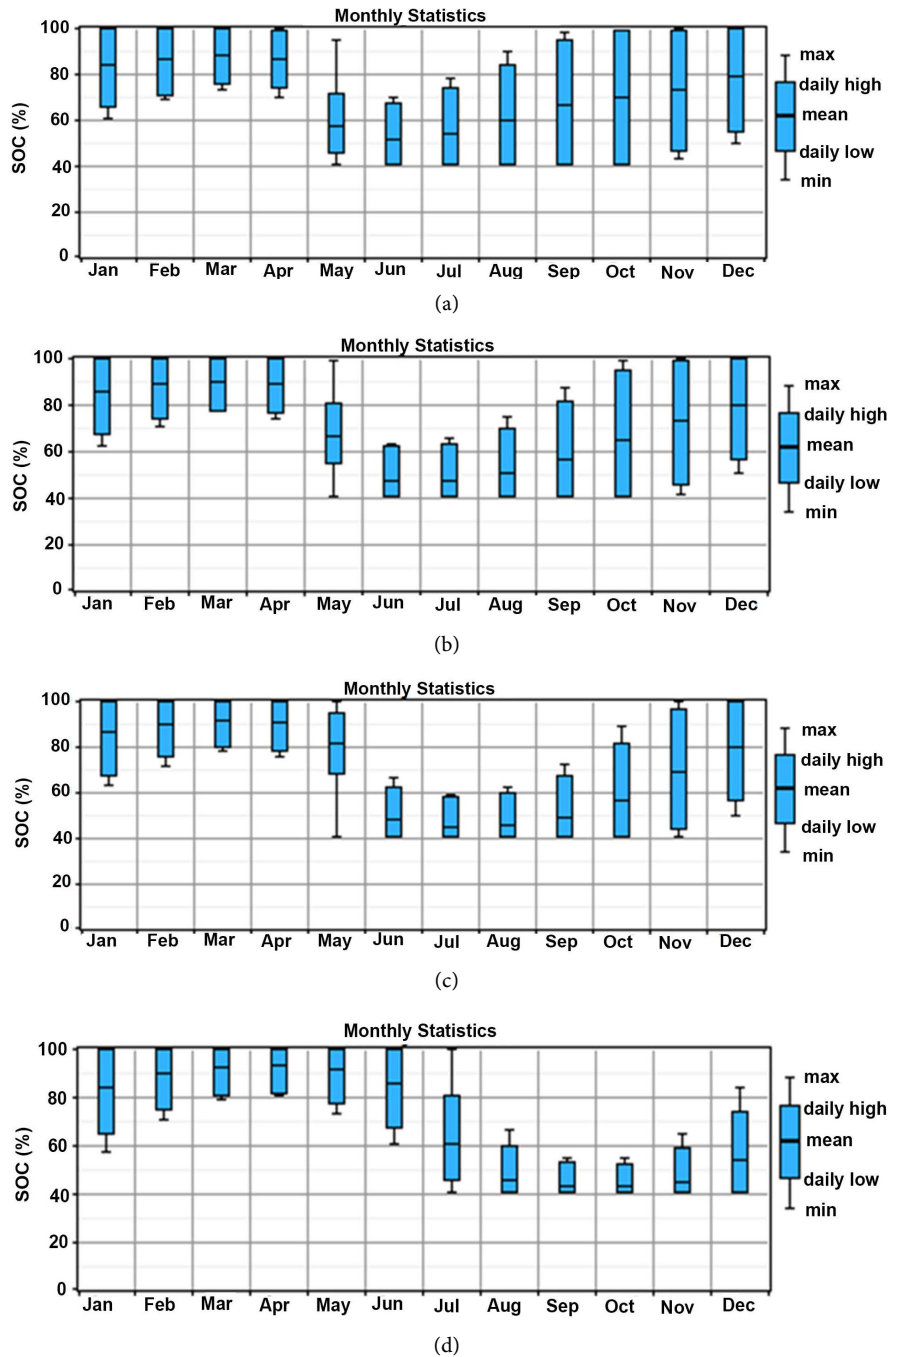 Monthly Statistics
100
80
60
40
20
0
SOC (%)
Jan Feb Mar Apr May Jun Jul Aug Sep Oct Nov Dec
max
daily high
mean
daily low
min
(a)
Monthly Statistics
100
80
60
40
20
0
SOC (%)
Jan Feb Mar Apr May Jun Jul Aug Sep Oct Nov Dec
max
daily high
mean
daily low
min
(b)
Monthly Statistics
100
80
60
40
20
0
SOC (%)
Jan Feb Mar Apr May Jun Jul Aug Sep Oct Nov Dec
max
daily high
mean
daily low
min
(c)
Monthly Statistics
100
80
60
40
20
0
SOC (%)
Jan Feb Mar Apr May Jun Jul Aug Sep Oct Nov Dec
max
daily high
mean
daily low
min
(d)